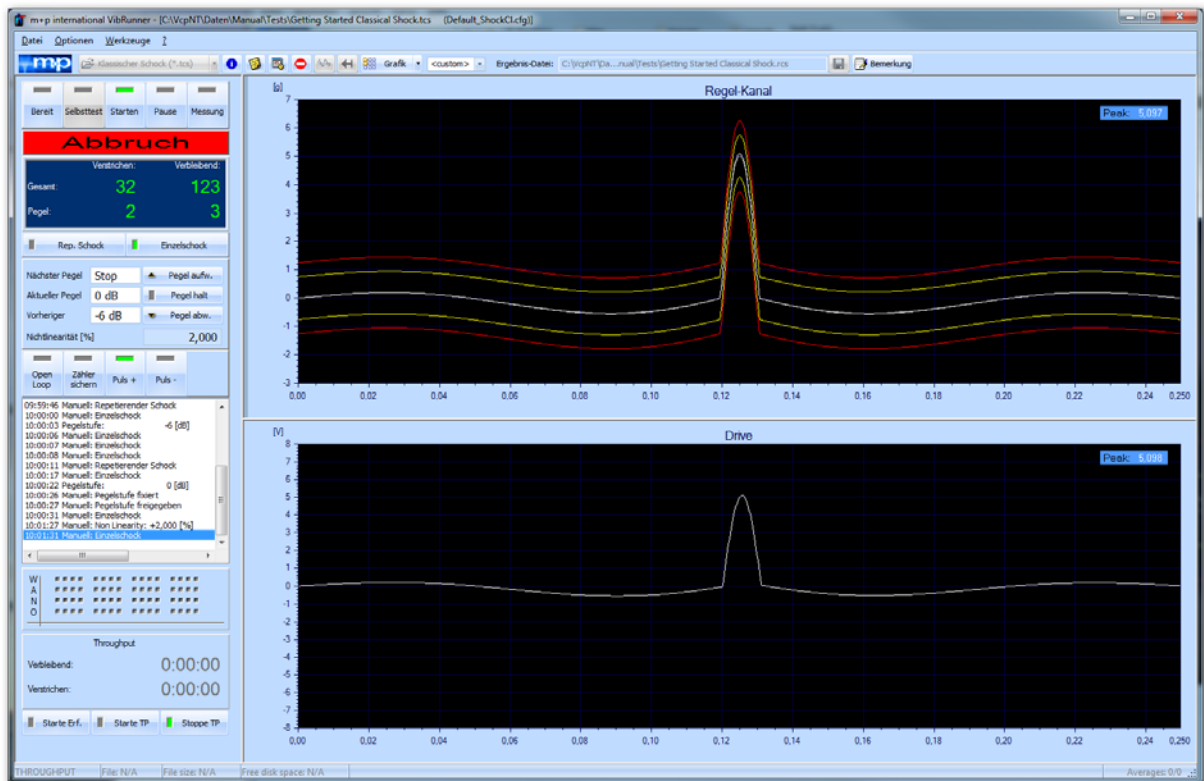 m+p international VibRunner - [C:\VcpNT\Daten\Manual\Tests\Getting Started Classical Shock.tcs (Default_ShockCl.cfg)]
Datei Optionen Werkzeuge ?
mp Klassischer Schock (*.tcs) Grafik <custom> Ergebnis-Datei: C:\VcpNT\Da...nual\Tests\Getting Started Classical Shock.rcs Bemerkung
Bereit Selbsttest Starten Pause Messung
Abbruch
Verstrichen: Verbleibend:
Gesamt: 32 123
Pegel: 2 3
Rep. Schock Einzelschock
Nächster Pegel Stop Pegel aufw.
Aktueller Pegel 0 dB Pegel halt
Vorheriger -6 dB Pegel abw.
Nichtlinearität [%] 2,000
Open Loop Zähler sichern Puls + Puls -
09:59:46 Manuell: Repetierender Schock
10:00:00 Manuell: Einzelschock
10:00:03 Pegelstufe: -6 [dB]
10:00:06 Manuell: Einzelschock
10:00:07 Manuell: Einzelschock
10:00:08 Manuell: Einzelschock
10:00:11 Manuell: Repetierender Schock
10:00:17 Manuell: Einzelschock
10:00:22 Pegelstufe: 0 [dB]
10:00:26 Manuell: Pegelstufe fixiert
10:00:27 Manuell: Pegelstufe freigegeben
10:00:31 Manuell: Einzelschock
10:01:27 Manuell: Non Linearity: +2,000 [%]
10:01:31 Manuell: Einzelschock
W
A
N
O
Throughput
Verbleibend: 0:00:00
Verstrichen: 0:00:00
Starte Erf. Starte TP Stoppe TP
[g] Regel-Kanal
Peak: 5,097
7
6
5
4
3
2
1
0
-1
-2
-3
0,00 0,02 0,04 0,06 0,08 0,10 0,12 0,14 0,16 0,18 0,20 0,22 0,250
[V] Drive
Peak: 5,098
8
7
6
5
4
3
2
1
0
-1
-2
-3
-4
-5
-6
-7
-8
0,00 0,02 0,04 0,06 0,08 0,10 0,12 0,14 0,16 0,18 0,20 0,22 0,250
THROUGHPUT File: N/A File size: N/A Free disk space: N/A Averages: 0/0